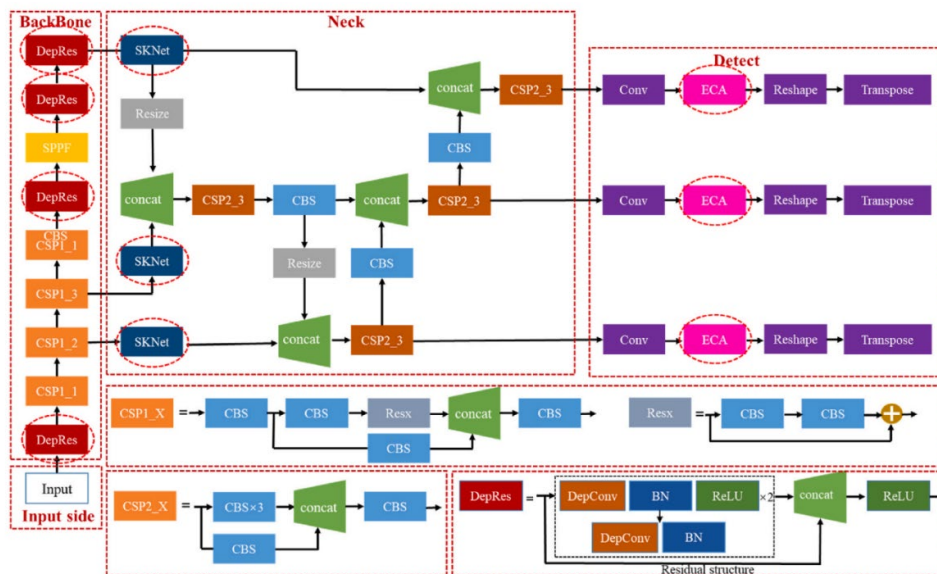 BackBone
Neck
Detect
DepRes
DepRes
SPPF
DepRes
CBS
CSP1_1
CSP1_3
CSP1_2
CSP1_1
DepRes
Input
Input side
SKNet
Resize
concat
SKNet
SKNet
CSP2_3
CBS
Resize
concat
concat
CBS
CSP2_3
CSP2_3
CBS
concat
CSP2_3
Conv
ECA
Reshape
Transpose
Conv
ECA
Reshape
Transpose
Conv
ECA
Reshape
Transpose
CSP1_X
=
CBS
CBS
Resx
concat
CBS
CBS
Resx
=
CBS
CBS
CSP2_X
=
CBS×3
concat
CBS
CBS
DepRes
=
DepConv
BN
ReLU
×2
concat
ReLU
DepConv
BN
Residual structure